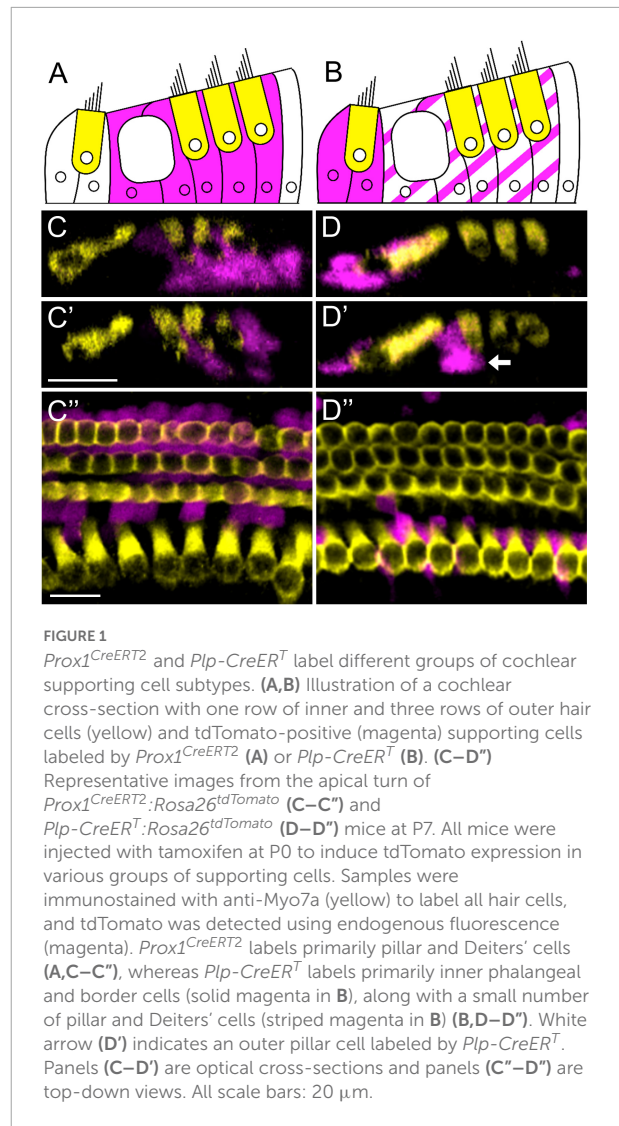 A B
C D
C' D'
C" D"
FIGURE 1
Prox1CreERT2 and Plp-CreERT label different groups of cochlear
supporting cell subtypes. (A,B) Illustration of a cochlear
cross-section with one row of inner and three rows of outer hair
cells (yellow) and tdTomato-positive (magenta) supporting cells
labeled by Prox1CreERT2 (A) or Plp-CreERT (B). (C–D")
Representative images from the apical turn of
Prox1CreERT2:Rosa26tdTomato (C–C") and
Plp-CreERT:Rosa26tdTomato (D–D") mice at P7. All mice were
injected with tamoxifen at P0 to induce tdTomato expression in
various groups of supporting cells. Samples were
immunostained with anti-Myo7a (yellow) to label all hair cells,
and tdTomato was detected using endogenous fluorescence
(magenta). Prox1CreERT2 labels primarily pillar and Deiters' cells
(A,C–C"), whereas Plp-CreERT labels primarily inner phalangeal
and border cells (solid magenta in B), along with a small number
of pillar and Deiters' cells (striped magenta in B) (B,D–D"). White
arrow (D') indicates an outer pillar cell labeled by Plp-CreERT.
Panels (C–D') are optical cross-sections and panels (C"–D") are
top-down views. All scale bars: 20 μm.